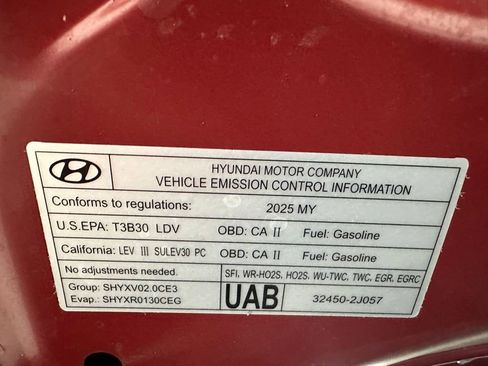 HYUNDAI MOTOR COMPANY
VEHICLE EMISSION CONTROL INFORMATION
Conforms to regulations: 2025 MY
U.S.EPA: T3B30 LDV OBD: CA II Fuel: Gasoline
California: LEV III SULEV30 PC OBD: CA II Fuel: Gasoline
No adjustments needed. SFI, WR-HO2S, HO2S, WU-TWC, TWC, EGR, EGRC
Group: SHYXV02.0CE3
Evap.: SHYXR0130CEG
UAB 32450-2J057